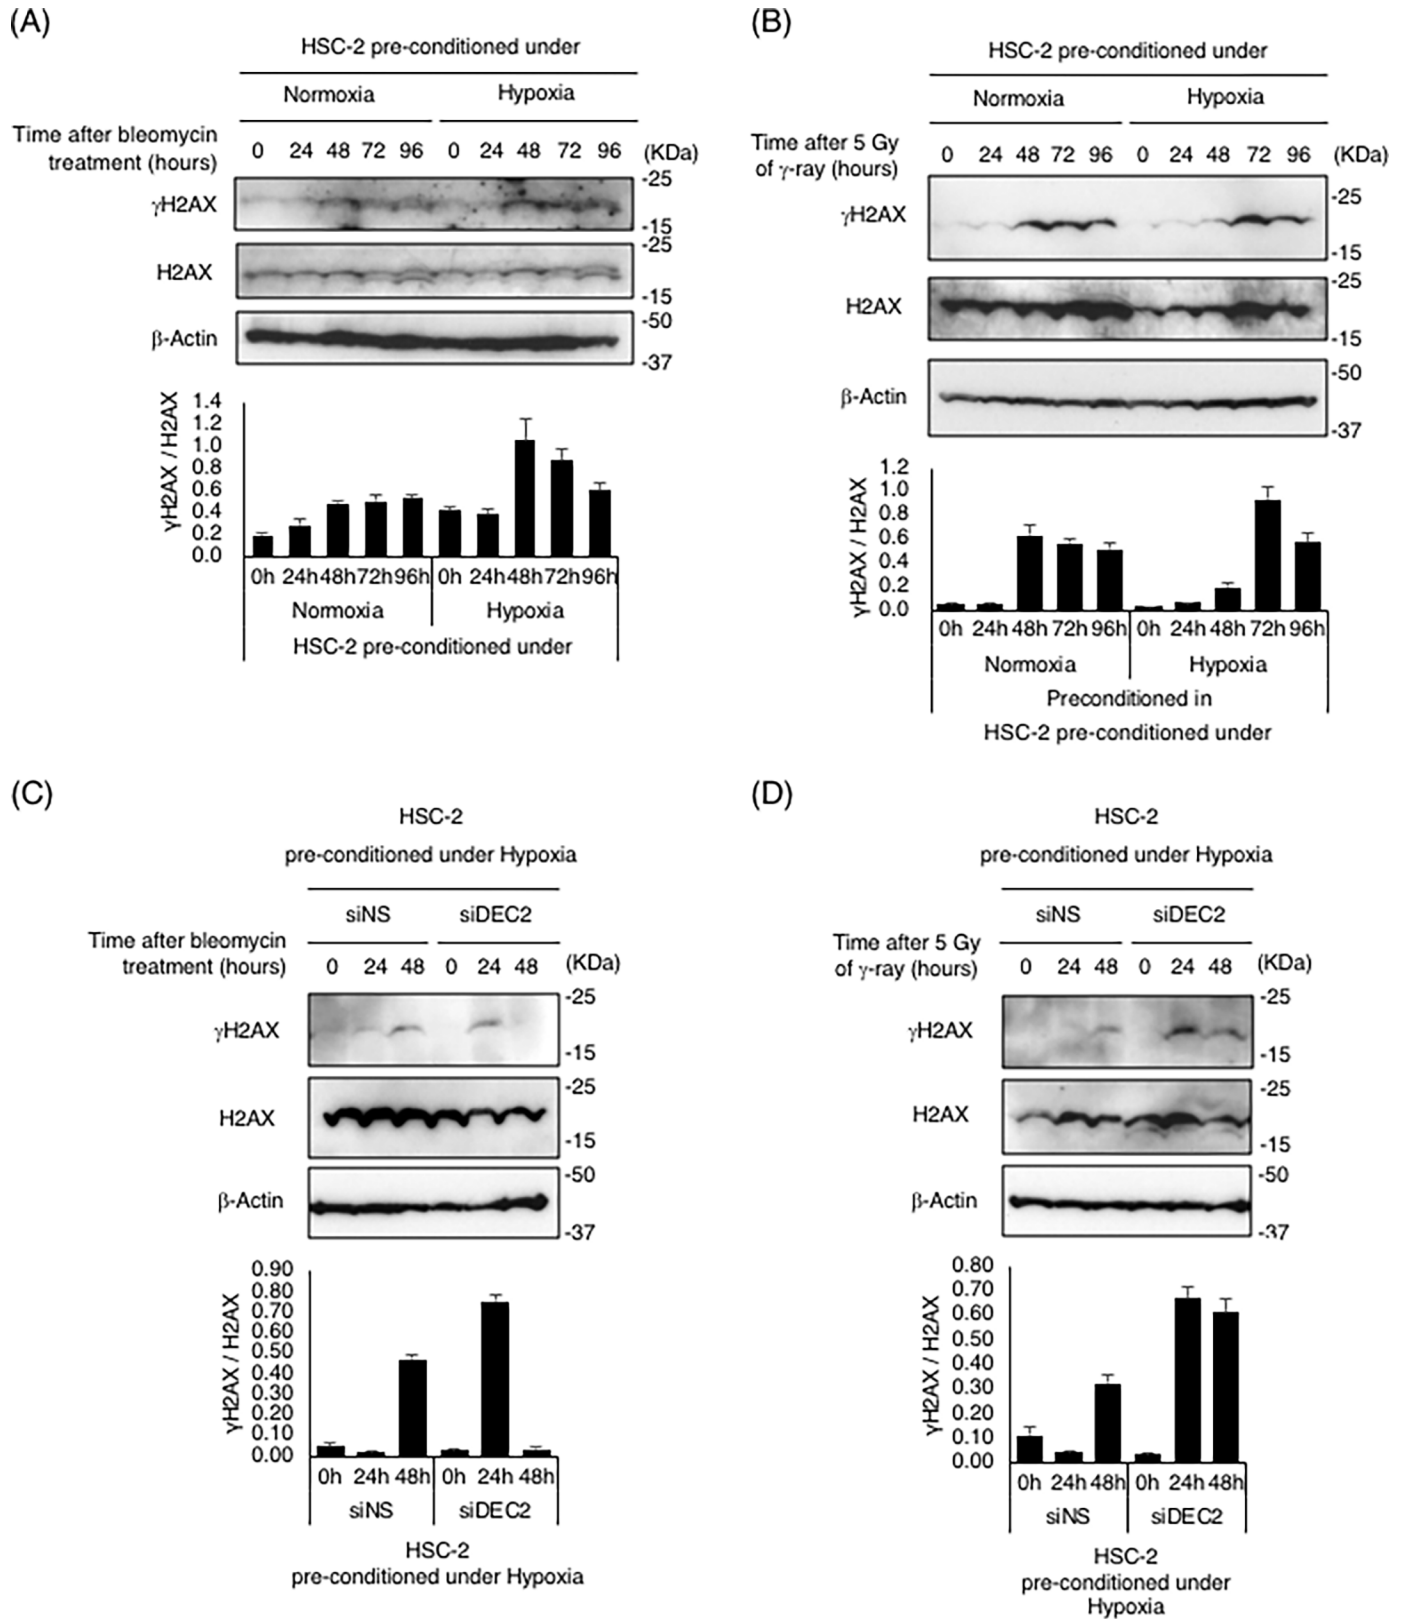 (A)
HSC-2 pre-conditioned under
Normoxia Hypoxia
Time after bleomycin
treatment (hours) 0 24 48 72 96 0 24 48 72 96 (KDa)
-25
γH2AX
-15
-25
H2AX
-15
-50
β-Actin
-37
γH2AX / H2AX
1.4
1.2
1.0
0.8
0.6
0.4
0.2
0.0
0h 24h 48h 72h 96h 0h 24h 48h 72h 96h
Normoxia Hypoxia
HSC-2 pre-conditioned under
(B)
HSC-2 pre-conditioned under
Normoxia Hypoxia
Time after 5 Gy
of γ-ray (hours) 0 24 48 72 96 0 24 48 72 96 (KDa)
-25
γH2AX
-15
-25
H2AX
-15
-50
β-Actin
-37
γH2AX / H2AX
1.2
1.0
0.8
0.6
0.4
0.2
0.0
0h 24h 48h 72h 96h 0h 24h 48h 72h 96h
Normoxia Hypoxia
Preconditioned in
HSC-2 pre-conditioned under
(C)
HSC-2
pre-conditioned under Hypoxia
siNS siDEC2
Time after bleomycin
treatment (hours) 0 24 48 0 24 48 (KDa)
-25
γH2AX
-15
-25
H2AX
-15
-50
β-Actin
-37
γH2AX / H2AX
0.90
0.80
0.70
0.60
0.50
0.40
0.30
0.20
0.10
0.00
0h 24h 48h 0h 24h 48h
siNS siDEC2
HSC-2
pre-conditioned under Hypoxia
(D)
HSC-2
pre-conditioned under Hypoxia
siNS siDEC2
Time after 5 Gy
of γ-ray (hours) 0 24 48 0 24 48 (KDa)
-25
γH2AX
-15
-25
H2AX
-15
-50
β-Actin
-37
γH2AX / H2AX
0.80
0.70
0.60
0.50
0.40
0.30
0.20
0.10
0.00
0h 24h 48h 0h 24h 48h
siNS siDEC2
HSC-2
pre-conditioned under
Hypoxia